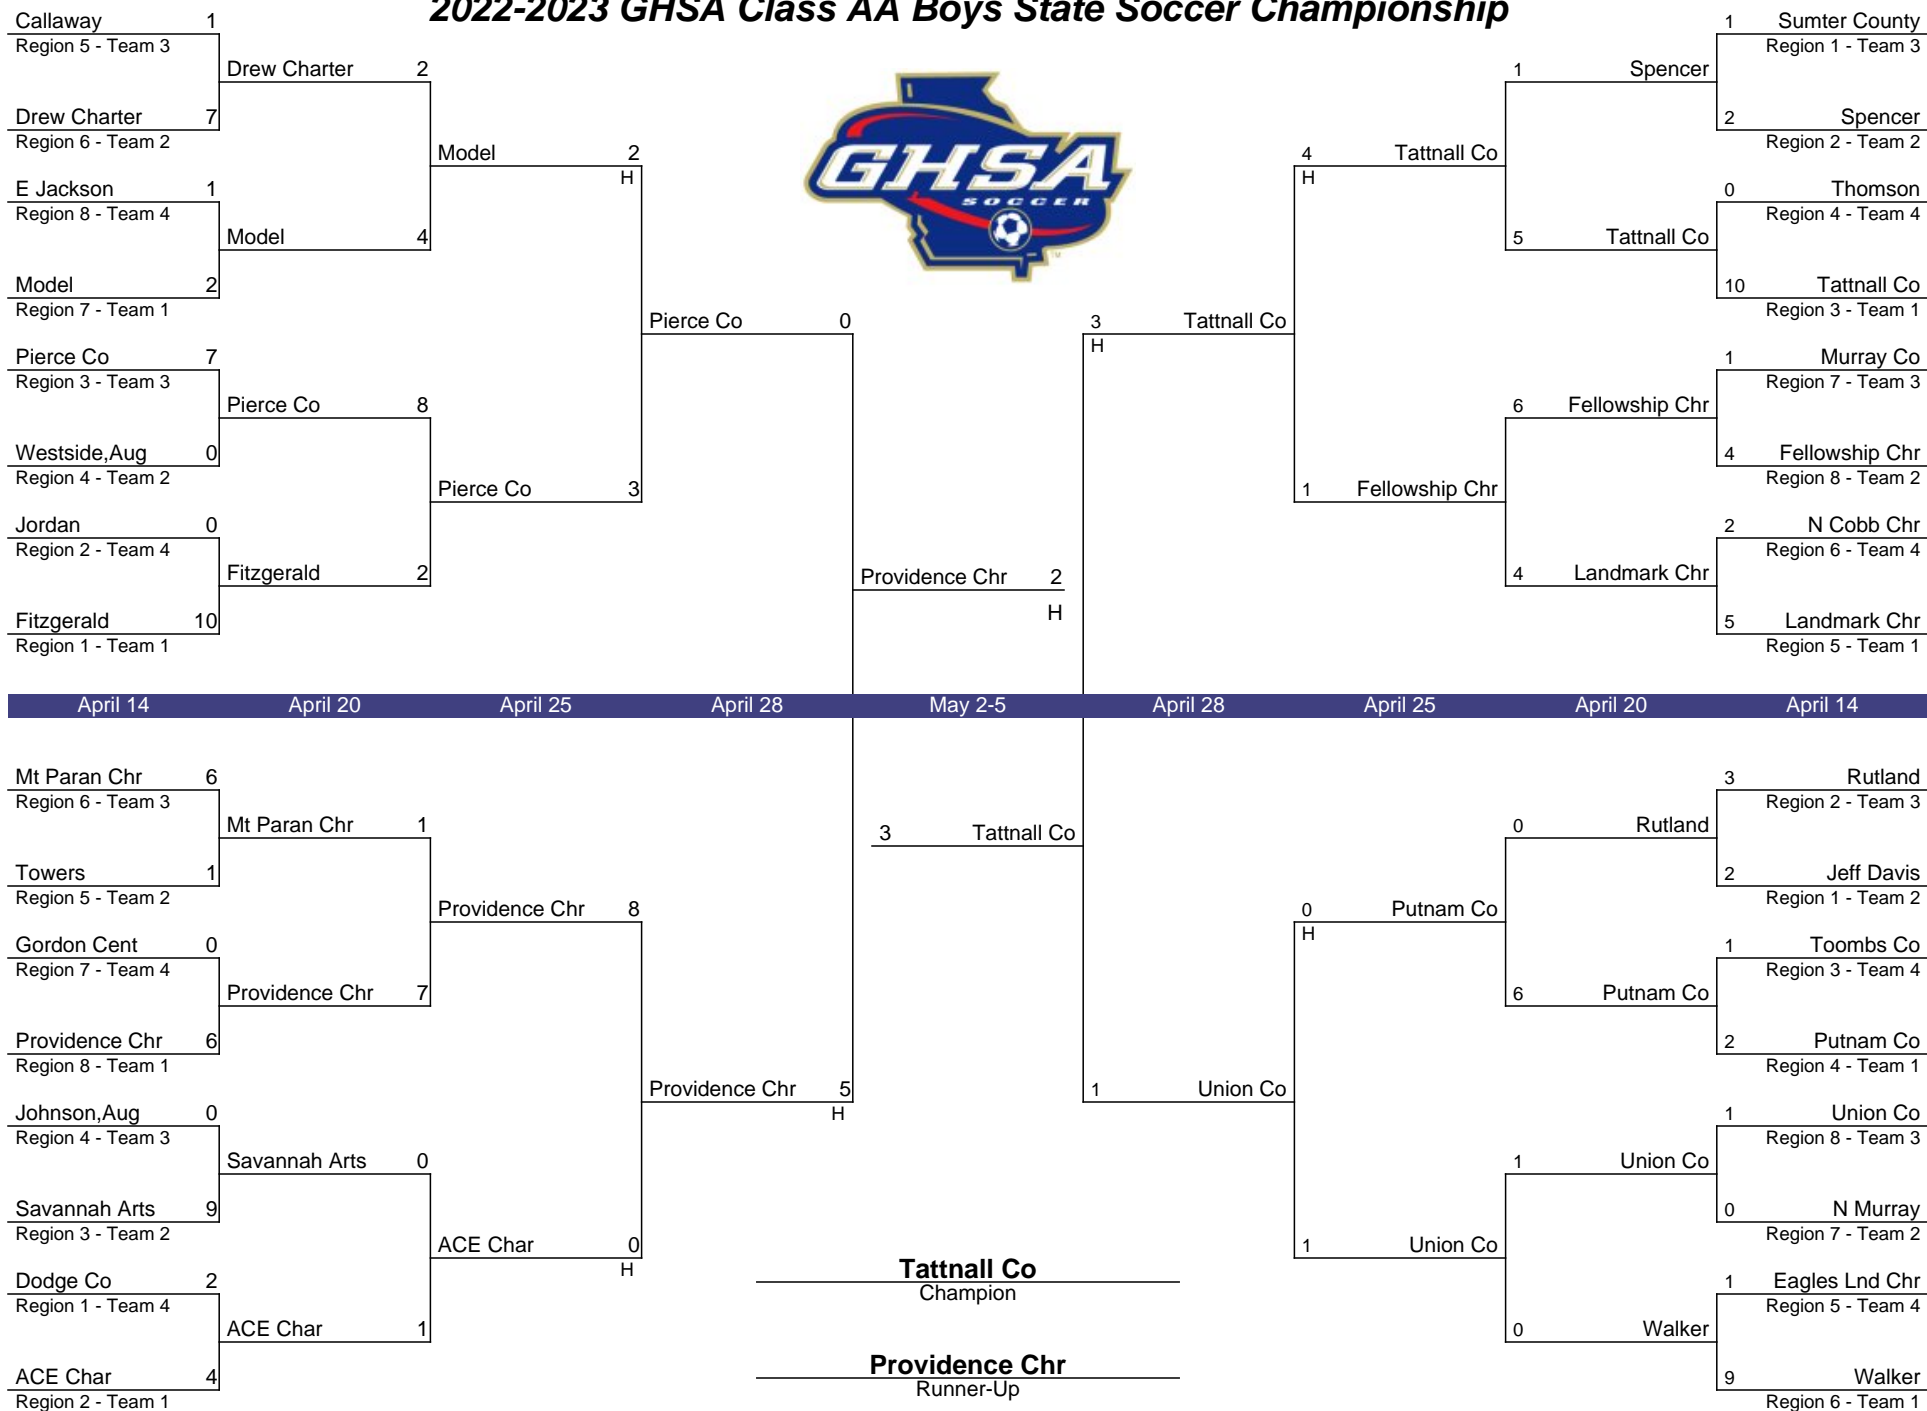 2022-2023 GHSA Class AA Boys State Soccer Championship
Callaway 1
Region 5 - Team 3
Drew Charter 7
Region 6 - Team 2
E Jackson 1
Region 8 - Team 4
Model 2
Region 7 - Team 1
Pierce Co 7
Region 3 - Team 3
Westside,Aug 0
Region 4 - Team 2
Jordan 0
Region 2 - Team 4
Fitzgerald 10
Region 1 - Team 1
Drew Charter 2
Model 4
Pierce Co 8
Fitzgerald 2
Model 2
H
Pierce Co 3
Pierce Co 0
Providence Chr 2
H
GHSA
SOCCER
TM
3 Tattnall Co
H
4 Tattnall Co
H
1 Fellowship Chr
1 Spencer
5 Tattnall Co
6 Fellowship Chr
4 Landmark Chr
1 Sumter County
Region 1 - Team 3
2 Spencer
Region 2 - Team 2
0 Thomson
Region 4 - Team 4
10 Tattnall Co
Region 3 - Team 1
1 Murray Co
Region 7 - Team 3
4 Fellowship Chr
Region 8 - Team 2
2 N Cobb Chr
Region 6 - Team 4
5 Landmark Chr
Region 5 - Team 1
April 14 April 20 April 25 April 28 May 2-5 April 28 April 25 April 20 April 14
Mt Paran Chr 6
Region 6 - Team 3
Towers 1
Region 5 - Team 2
Gordon Cent 0
Region 7 - Team 4
Providence Chr 6
Region 8 - Team 1
Johnson,Aug 0
Region 4 - Team 3
Savannah Arts 9
Region 3 - Team 2
Dodge Co 2
Region 1 - Team 4
ACE Char 4
Region 2 - Team 1
Mt Paran Chr 1
Providence Chr 7
Savannah Arts 0
ACE Char 1
Providence Chr 8
ACE Char 0
H
Providence Chr 5
H
3 Tattnall Co
1 Union Co
0 Putnam Co
H
1 Union Co
0 Rutland
6 Putnam Co
1 Union Co
0 Walker
3 Rutland
Region 2 - Team 3
2 Jeff Davis
Region 1 - Team 2
1 Toombs Co
Region 3 - Team 4
2 Putnam Co
Region 4 - Team 1
1 Union Co
Region 8 - Team 3
0 N Murray
Region 7 - Team 2
1 Eagles Lnd Chr
Region 5 - Team 4
9 Walker
Region 6 - Team 1
Tattnall Co
Champion
Providence Chr
Runner-Up